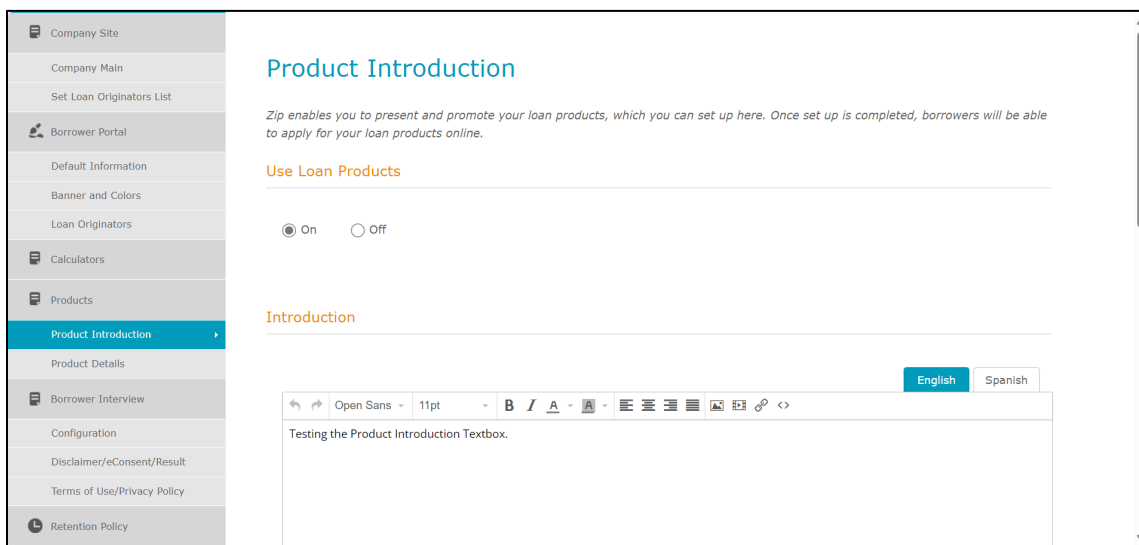 Company Site
Company Main
Set Loan Originators List
Borrower Portal
Default Information
Banner and Colors
Loan Originators
Calculators
Products
Product Introduction
Product Details
Borrower Interview
Configuration
Disclaimer/eConsent/Result
Terms of Use/Privacy Policy
Retention Policy
Product Introduction
Zip enables you to present and promote your loan products, which you can set up here. Once set up is completed, borrowers will be able
to apply for your loan products online.
Use Loan Products
On Off
Introduction
English Spanish
Open Sans 11pt B I A A
Testing the Product Introduction Textbox.